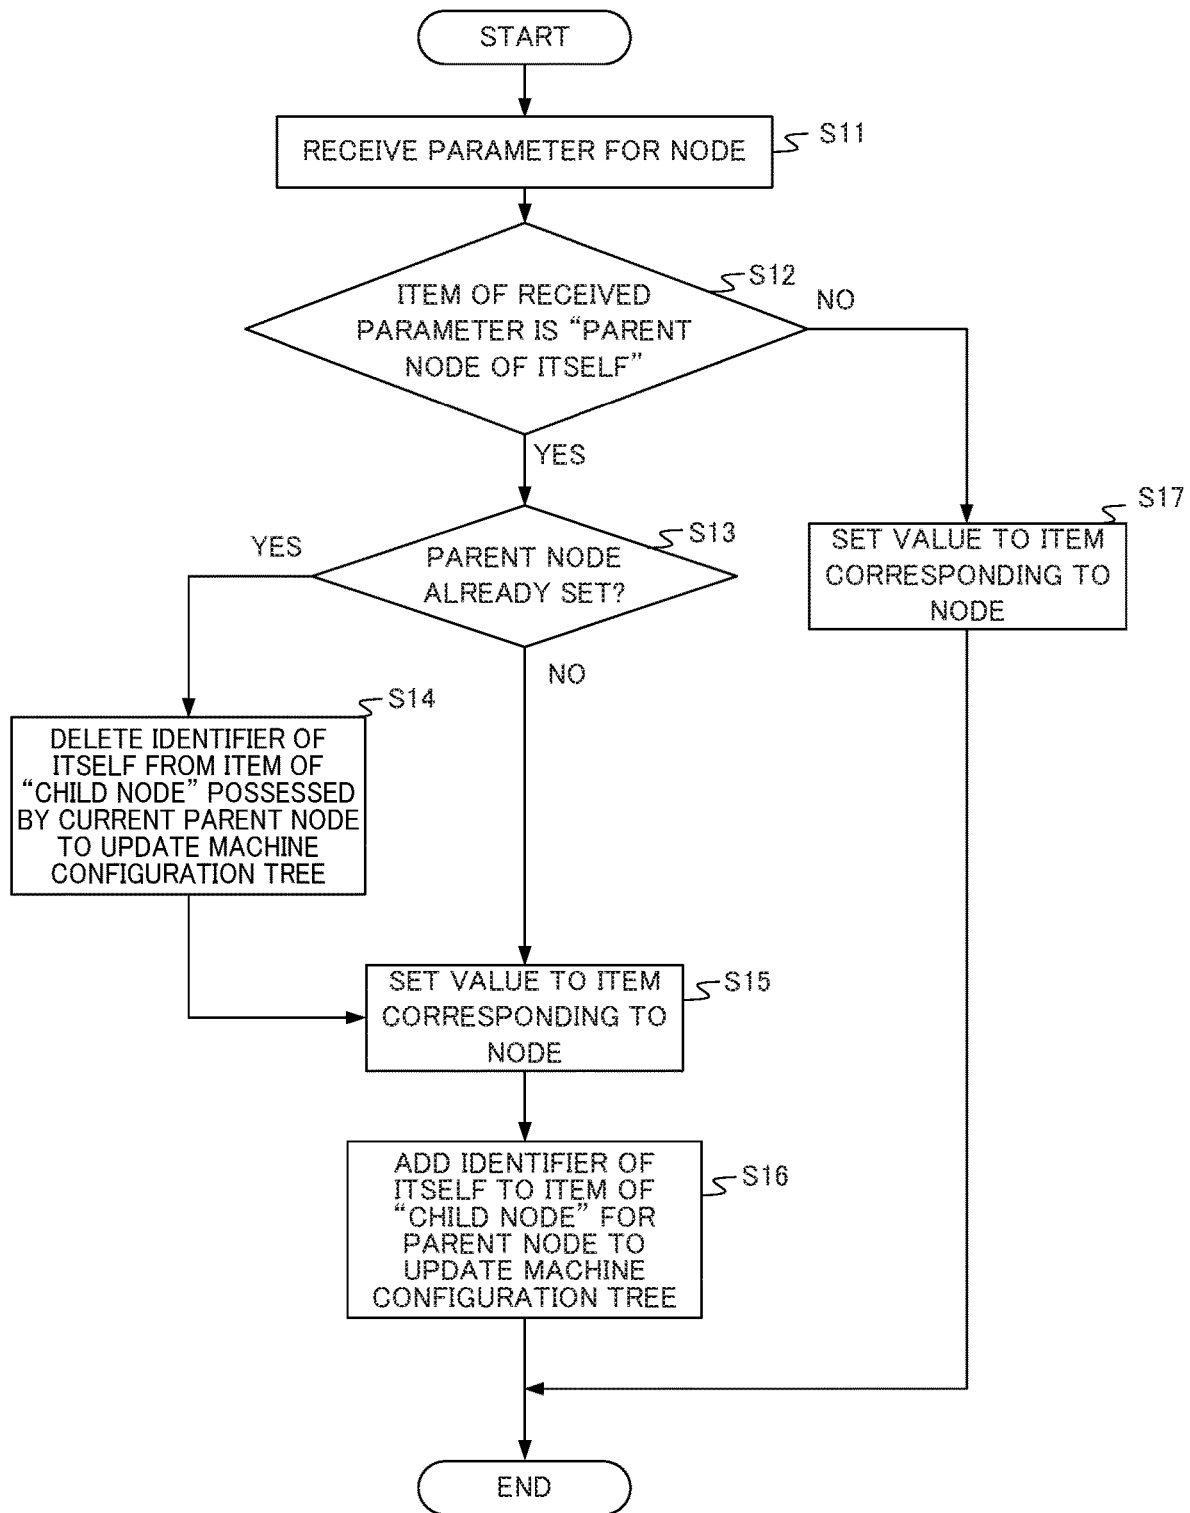 START
RECEIVE PARAMETER FOR NODE
S11
ITEM OF RECEIVED
PARAMETER IS “PARENT
NODE OF ITSELF”
S12
NO
YES
PARENT NODE
ALREADY SET?
S13
YES
NO
SET VALUE TO ITEM
CORRESPONDING TO
NODE
S17
DELETE IDENTIFIER OF
ITSELF FROM ITEM OF
“CHILD NODE” POSSESSED
BY CURRENT PARENT NODE
TO UPDATE MACHINE
CONFIGURATION TREE
S14
SET VALUE TO ITEM
CORRESPONDING TO
NODE
S15
ADD IDENTIFIER OF
ITSELF TO ITEM OF
“CHILD NODE” FOR
PARENT NODE TO
UPDATE MACHINE
CONFIGURATION TREE
S16
END